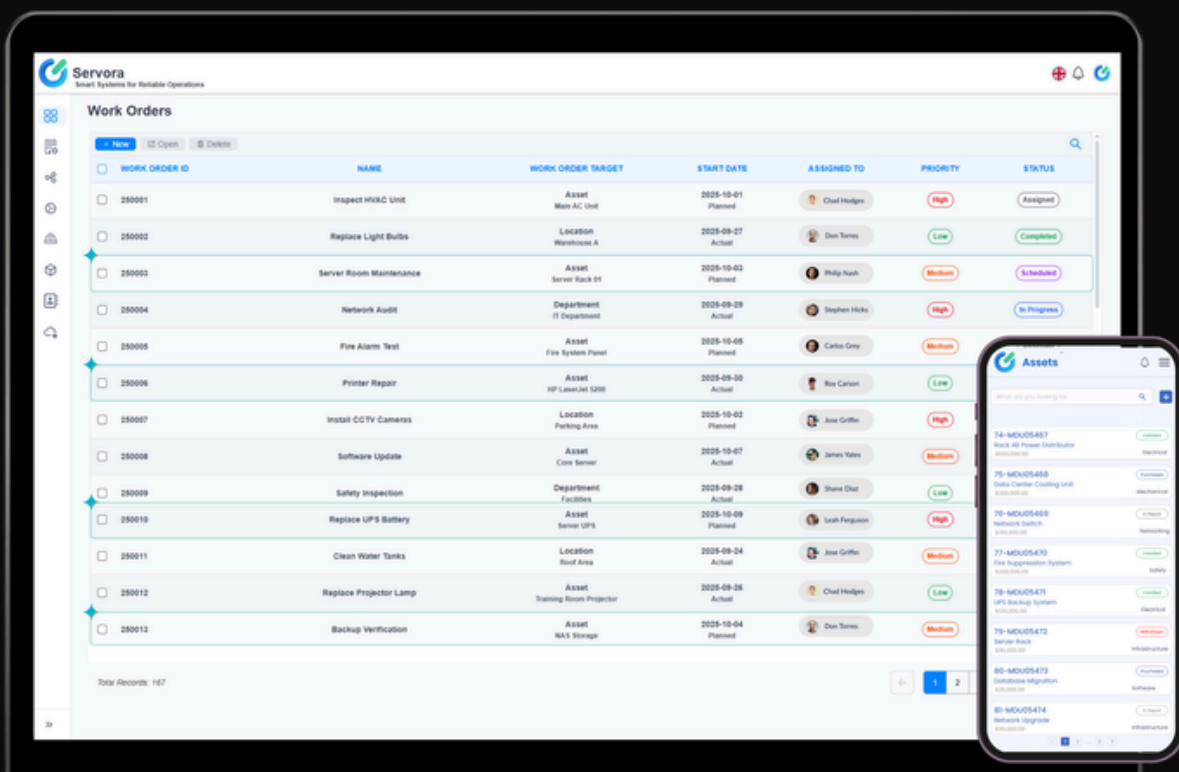 Servora
Smart Systems for Reliable Operations
Work Orders
+ New Open Delete
WORK ORDER ID NAME WORK ORDER TARGET START DATE ASSIGNED TO PRIORITY STATUS
250001 Inspect HVAC Unit Asset Main AC Unit 2025-10-01 Planned Chad Hodges High Assigned
250002 Replace Light Bulbs Location Warehouse A 2025-09-27 Actual Don Torres Low Completed
250003 Server Room Maintenance Asset Server Rack 01 2025-10-03 Planned Philip Nash Medium Scheduled
250004 Network Audit Department IT Department 2025-09-29 Actual Stephen Hicks High In Progress
250005 Fire Alarm Test Asset Fire System Panel 2025-10-05 Planned Carlos Grey Medium
250006 Printer Repair Asset HP LaserJet 5200 2025-09-30 Actual Roy Carson Low
250007 Install CCTV Cameras Location Parking Area 2025-10-02 Planned Jose Griffin High
250008 Software Update Asset Core Server 2025-10-07 Actual James Yates Medium
250009 Safety Inspection Department Facilities 2025-09-28 Actual Shane Diaz Low
250010 Replace UPS Battery Asset Server UPS 2025-10-09 Planned Leah Ferguson High
250011 Clean Water Tanks Location Roof Area 2025-09-24 Actual Jose Griffin Medium
250012 Replace Projector Lamp Asset Training Room Projector 2025-09-26 Actual Chad Hodges Low
250013 Backup Verification Asset NAS Storage 2025-10-04 Planned Don Torres Medium
Total Records: 167
1 2
Assets
What are you looking for
74-MDU05467
Rack AB Power Distributor
Electrical
75-MDU05468 Purchased
Data Center Cooling Unit
Mechanical
76-MDU05469
Network Switch
Networking
77-MDU05470
Fire Suppression System
Safety
78-MDU05471
UPS Backup System
Electrical
79-MDU05472
Server Rack
Infrastructure
80-MDU05473 Purchased
Database Migration
Software
81-MDU05474
Network Upgrade
Infrastructure